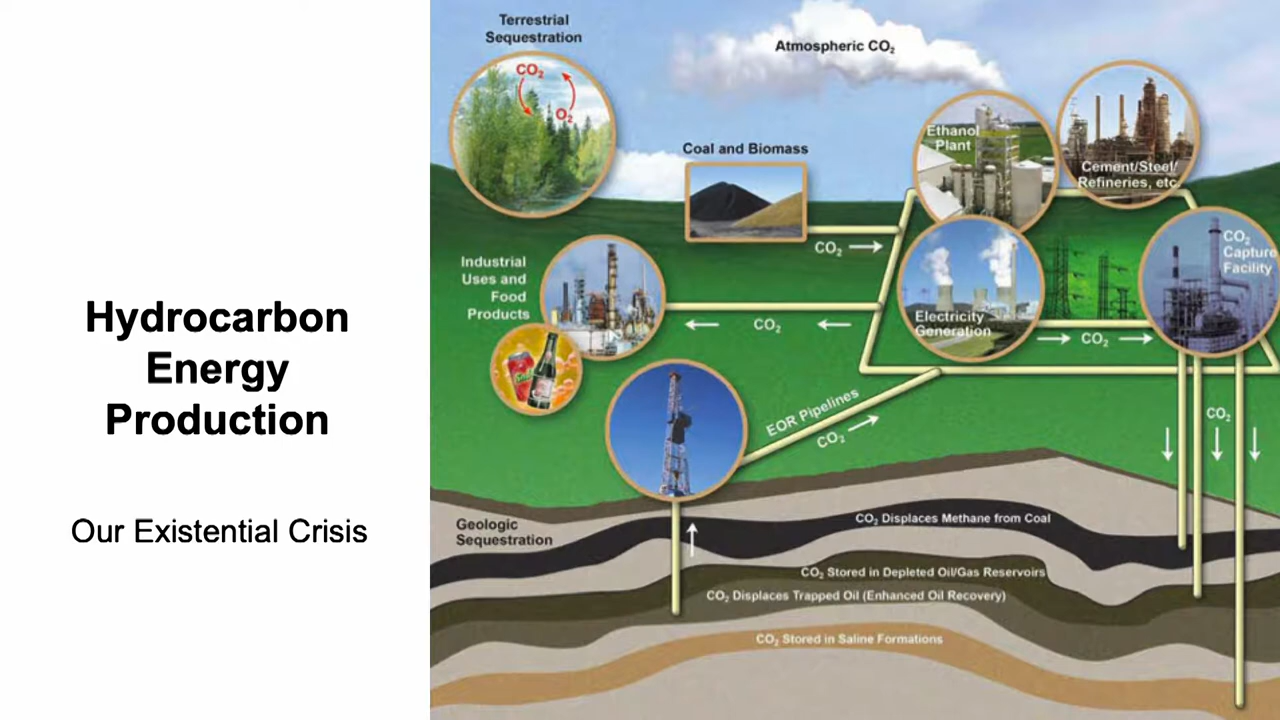 Hydrocarbon
Energy
Production
Our Existential Crisis
Terrestrial
Sequestration
CO₂
O₂
Atmospheric CO₂
Coal and Biomass
CO₂
Ethanol
Plant
Cement/Steel/
Refineries, etc.
CO₂
Capture
Facility
Industrial
Uses and
Food
Products
CO₂
Electricity
Generation
CO₂
EOR Pipelines
CO₂
CO₂
Geologic
Sequestration
CO₂ Displaces Methane from Coal
CO₂ Stored in Depleted Oil/Gas Reservoirs
CO₂ Displaces Trapped Oil (Enhanced Oil Recovery)
CO₂ Stored in Saline Formations